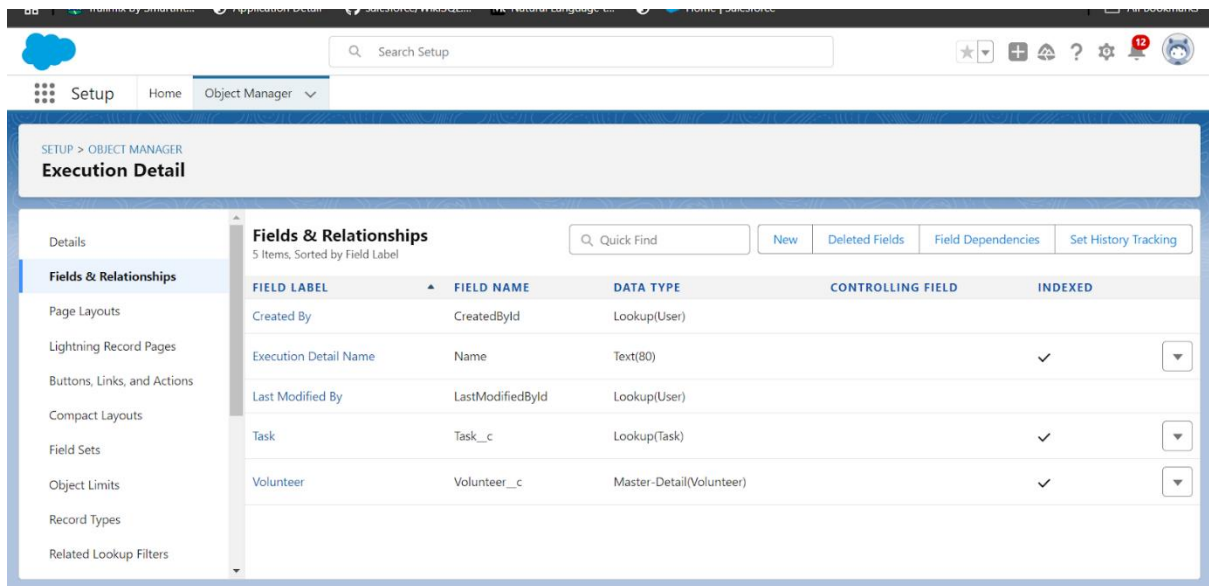 Search Setup
12
Setup Home Object Manager
SETUP > OBJECT MANAGER
Execution Detail
Details
Fields & Relationships
Page Layouts
Lightning Record Pages
Buttons, Links, and Actions
Compact Layouts
Field Sets
Object Limits
Record Types
Related Lookup Filters
Fields & Relationships
5 Items, Sorted by Field Label
Quick Find
New Deleted Fields Field Dependencies Set History Tracking
FIELD LABEL FIELD NAME DATA TYPE CONTROLLING FIELD INDEXED
Created By CreatedById Lookup(User)
Execution Detail Name Name Text(80)
Last Modified By LastModifiedById Lookup(User)
Task Task__c Lookup(Task)
Volunteer Volunteer__c Master-Detail(Volunteer)